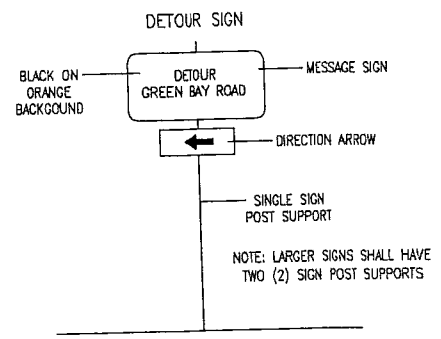 DETOUR SIGN
BLACK ON
ORANGE
BACKGOUND
DETOUR
GREEN BAY ROAD
MESSAGE SIGN
DIRECTION ARROW
SINGLE SIGN
POST SUPPORT
NOTE: LARGER SIGNS SHALL HAVE
TWO (2) SIGN POST SUPPORTS